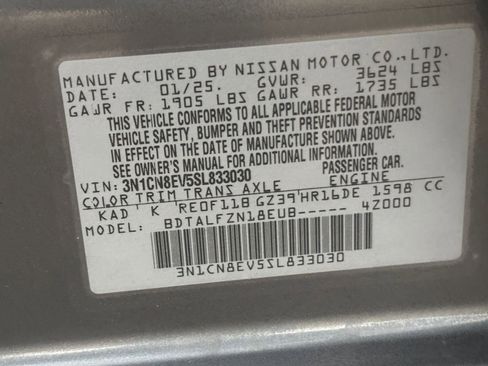 MANUFACTURED BY NISSAN MOTOR CO., LTD.
DATE: 01/25. GVWR: 3624 LBS
GAWR FR: 1905 LBS GAWR RR: 1735 LBS
THIS VEHICLE CONFORMS TO ALL APPLICABLE FEDERAL MOTOR
VEHICLE SAFETY, BUMPER AND THEFT PREVENTION STANDARDS
IN EFFECT ON THE DATE OF MANUFACTURE SHOWN ABOVE.
SEE OWNER'S MANUAL FOR ADDITIONAL INFORMATION. PASSENGER CAR
VIN: 3N1CN8EV5SL833030
COLOR TRIM TRANS AXLE ENGINE
KAD K RE0F11B GZ39 HR16DE 1598 CC
MODEL: BDTALFZN18EUB----- 4Z000
3N1CN8EV5SL833030